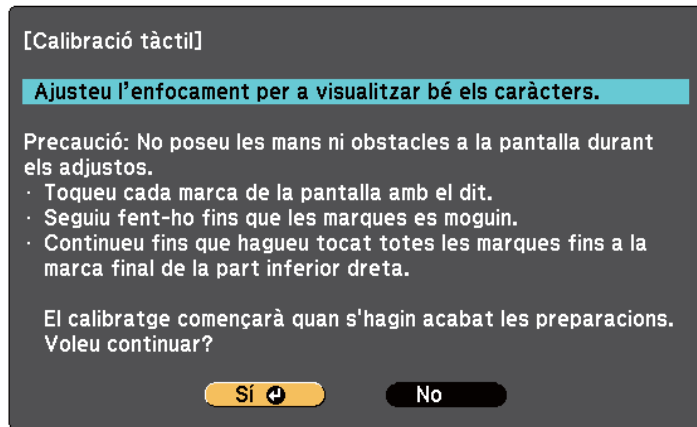 [Calibració tàctil]
Ajusteu l’enfocament per a visualitzar bé els caràcters.
Precaució: No poseu les mans ni obstacles a la pantalla durant
els adjustos.
· Toqueu cada marca de la pantalla amb el dit.
· Seguiu fent-ho fins que les marques es moguin.
· Continueu fins que hagueu tocat totes les marques fins a la
marca final de la part inferior dreta.
El calibratge començarà quan s'hagin acabat les preparacions.
Voleu continuar?
Sí No